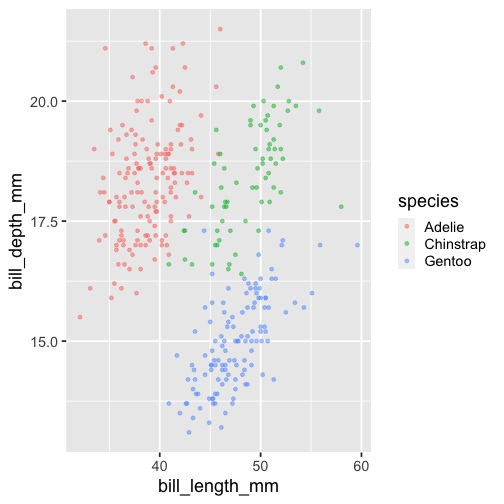 20.0
17.5
15.0
bill_depth_mm
40
50
60
bill_length_mm
species
Adelie
Chinstrap
Gentoo